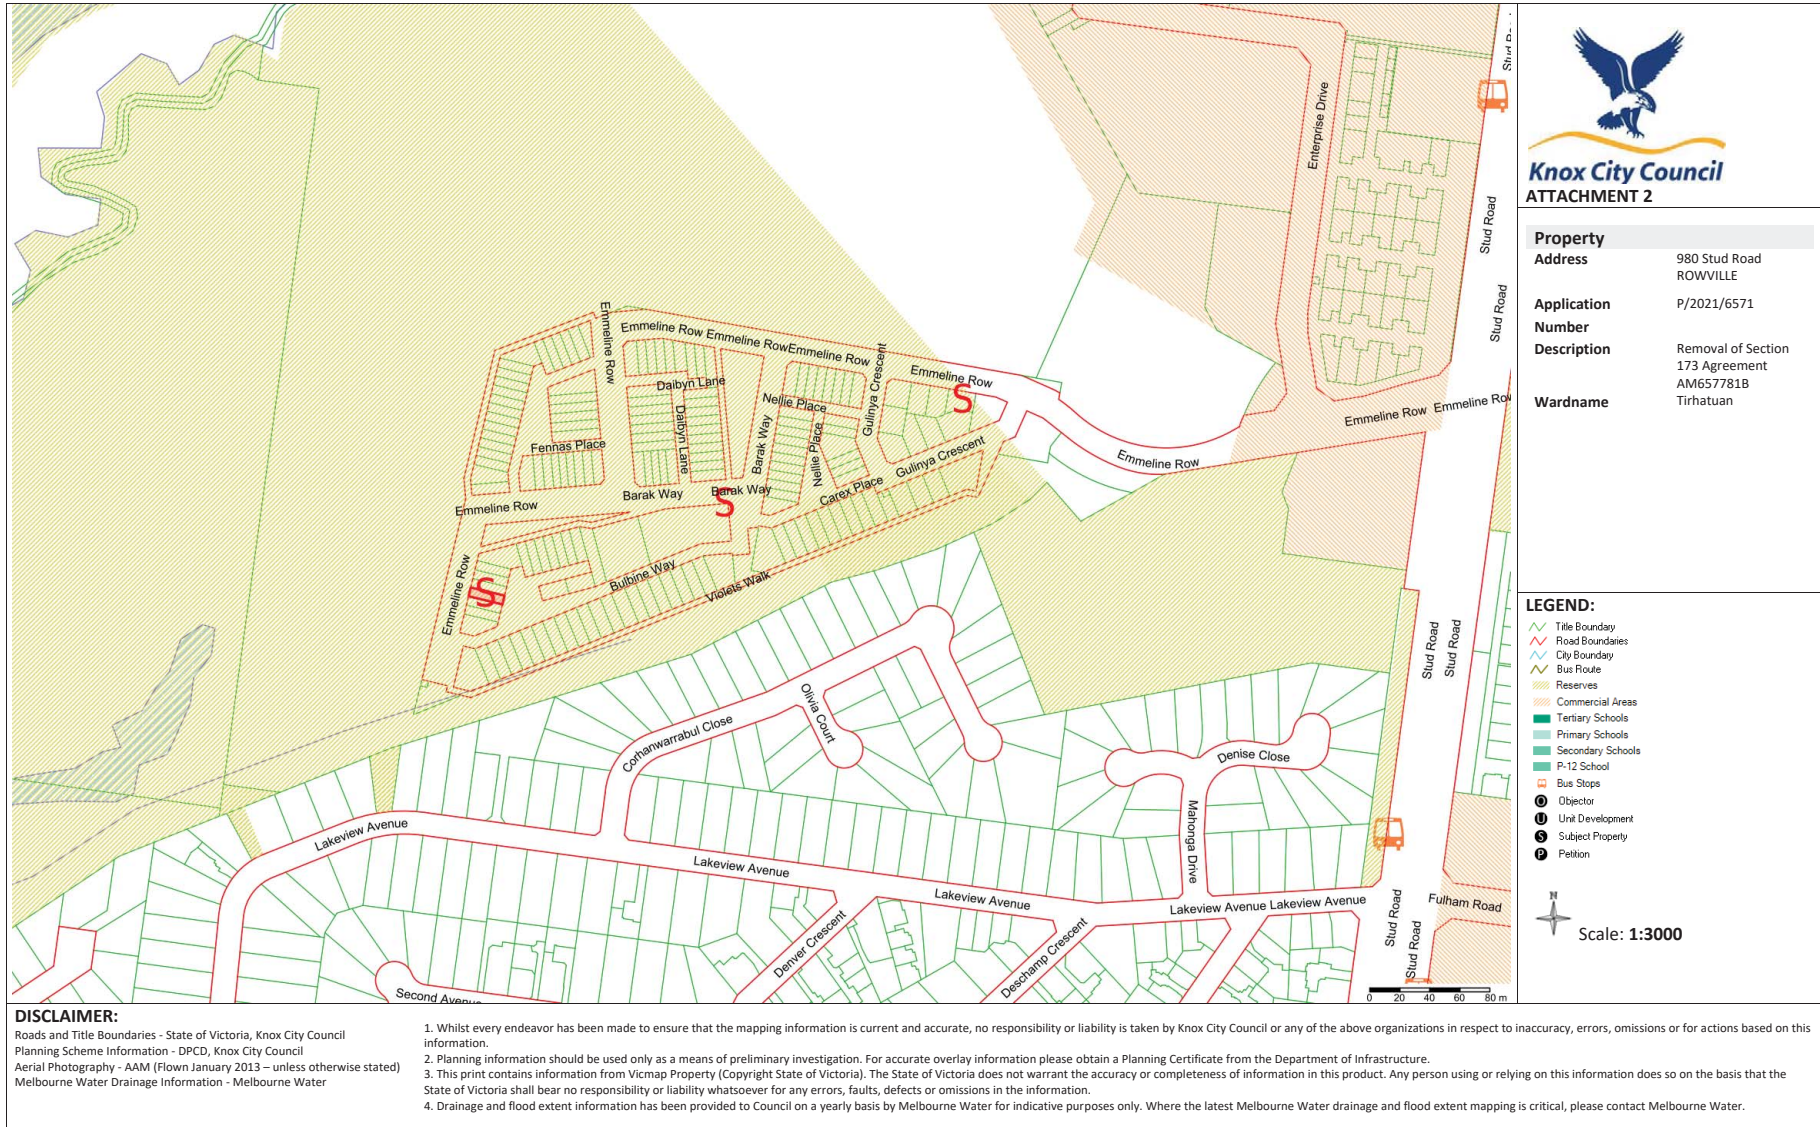 Stud Road
Enterprise Drive
Stud Road
Stud Road
Emmeline Row
Emmeline Row Emmeline Row Emmeline Row
Gulinya Crescent
Emmeline Row
S
Daibyn Lane
Nellie Place
Daibyn Lane
Barak Way
Nellie Place
Fennas Place
Gulinya Crescent
Emmeline Row Emmeline Row
Emmeline Row
Carex Place
Barak Way
Barak Way
S
Emmeline Row
Emmeline Row
S
Bulbine Way
Violets Walk
Stud Road
Stud Road
Olivia Court
Corhanwarrabul Close
Denise Close
Mahonga Drive
Lakeview Avenue
Lakeview Avenue
Lakeview Avenue
Lakeview Avenue Lakeview Avenue
Fulham Road
Stud Road
Stud Road
Denver Crescent
Deschamp Crescent
Second Avenue
0 20 40 60 80 m
Knox City Council
ATTACHMENT 2
Property
Address 980 Stud Road
ROWVILLE
Application P/2021/6571
Number
Description Removal of Section
173 Agreement
AM657781B
Wardname Tirhatuan
LEGEND:
Title Boundary
Road Boundaries
City Boundary
Bus Route
Reserves
Commercial Areas
Tertiary Schools
Primary Schools
Secondary Schools
P-12 School
Bus Stops
O Objector
U Unit Development
S Subject Property
P Petition
N
Scale: 1:3000
DISCLAIMER:
Roads and Title Boundaries - State of Victoria, Knox City Council
Planning Scheme Information - DPCD, Knox City Council
Aerial Photography - AAM (Flown January 2013 – unless otherwise stated)
Melbourne Water Drainage Information - Melbourne Water
1. Whilst every endeavor has been made to ensure that the mapping information is current and accurate, no responsibility or liability is taken by Knox City Council or any of the above organizations in respect to inaccuracy, errors, omissions or for actions based on this
information.
2. Planning information should be used only as a means of preliminary investigation. For accurate overlay information please obtain a Planning Certificate from the Department of Infrastructure.
3. This print contains information from Vicmap Property (Copyright State of Victoria). The State of Victoria does not warrant the accuracy or completeness of information in this product. Any person using or relying on this information does so on the basis that the
State of Victoria shall bear no responsibility or liability whatsoever for any errors, faults, defects or omissions in the information.
4. Drainage and flood extent information has been provided to Council on a yearly basis by Melbourne Water for indicative purposes only. Where the latest Melbourne Water drainage and flood extent mapping is critical, please contact Melbourne Water.